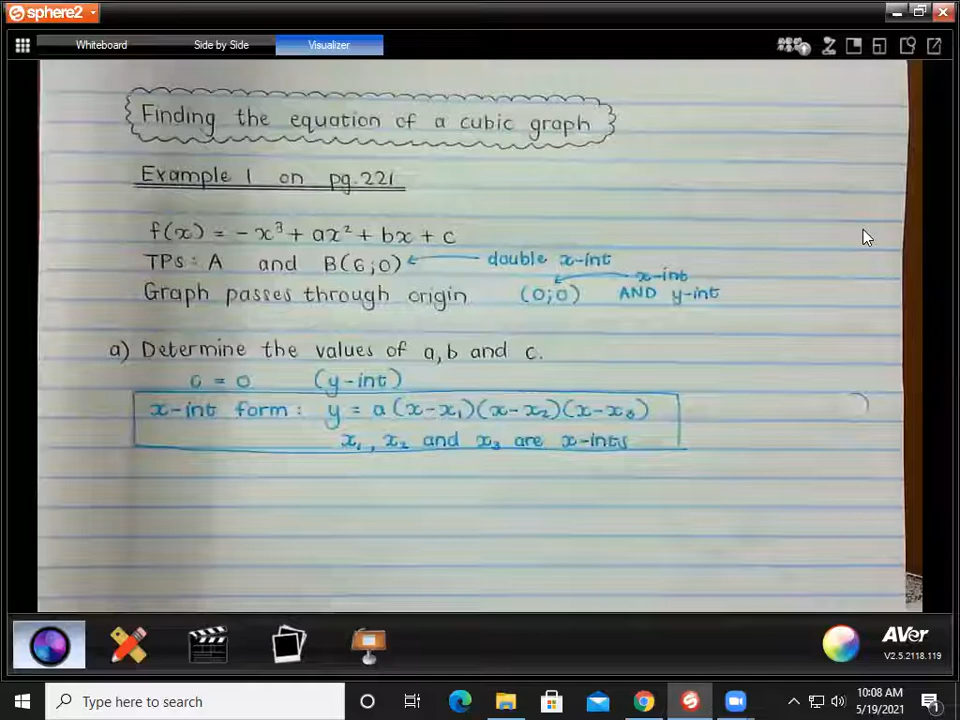 sphere2
Whiteboard Side by Side Visualizer
Finding the equation of a cubic graph
Example 1 on pg.221
f(x) = -x³ + ax² + bx + c
TPs: A and B(6;0) double x-int
x-int
Graph passes through origin (0;0) AND y-int
a) Determine the values of a, b and c.
c = 0 (y-int)
x-int form: y = a(x-x₁)(x-x₂)(x-x₃)
x₁, x₂ and x₃ are x-ints
AVer
V2.5.2118.119
Type here to search
10:08 AM
5/19/2021
1